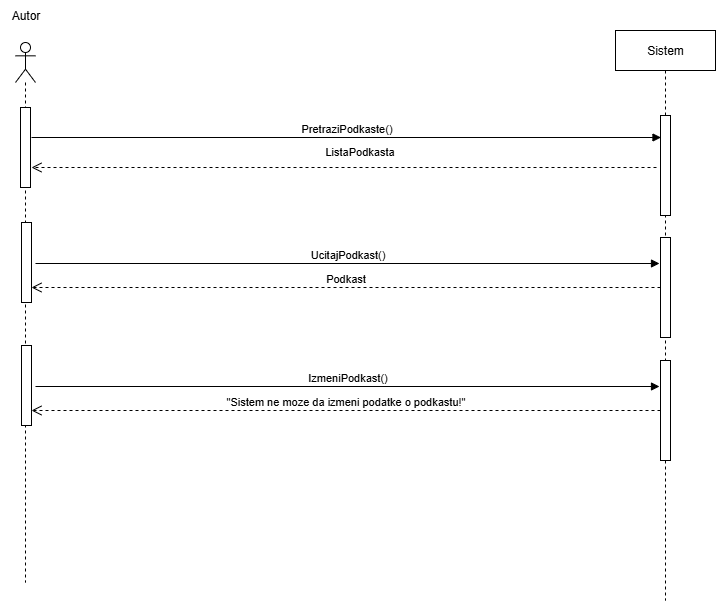 Autor
Sistem
PretraziPodkaste()
ListaPodkasta
UcitajPodkast()
Podkast
IzmeniPodkast()
"Sistem ne moze da izmeni podatke o podkastu!"